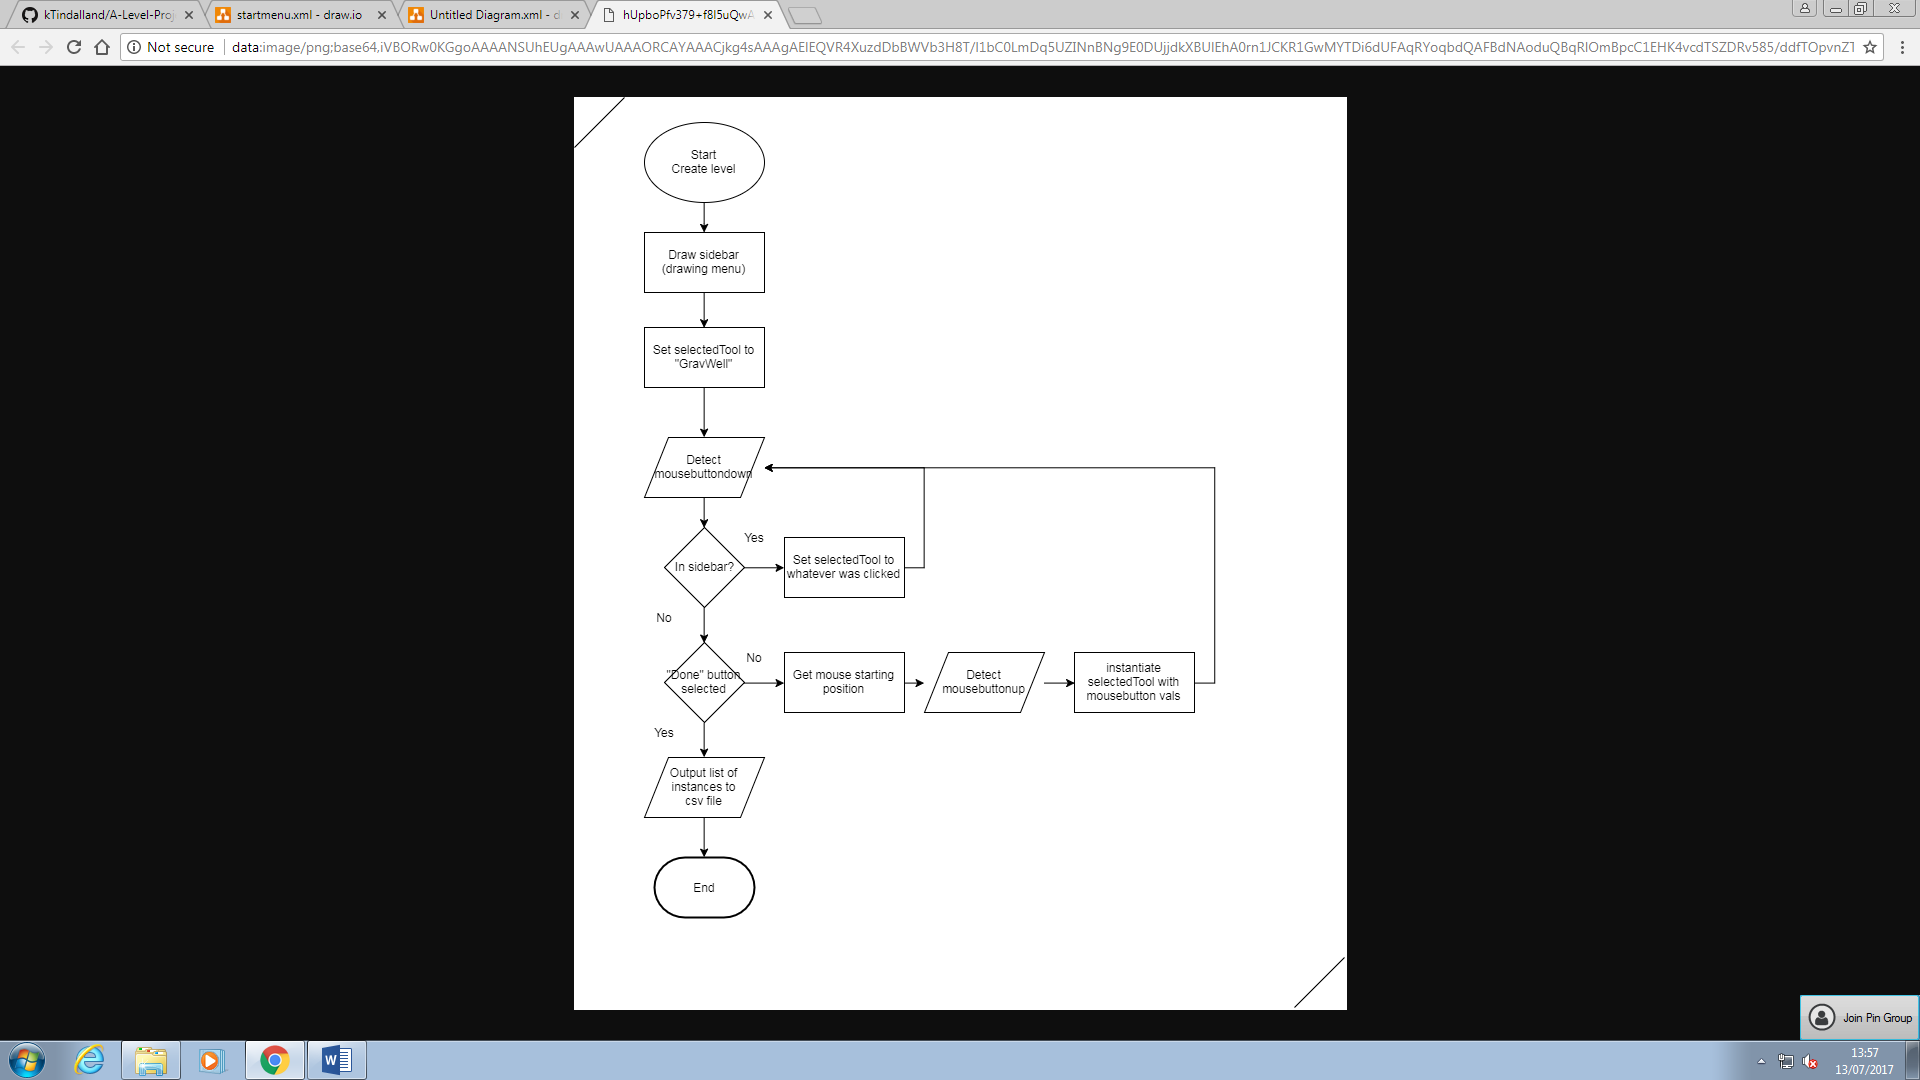 kTindalland/A-Level-Proj
startmenu.xml - draw.io
Untitled Diagram.xml - d
hUpboPfv379+f8I5uQwA
Not secure
data:image/png;base64,iVBORw0KGgoAAAANSUhEUgAAAwUAAAORCAYAAACjkg4sAAAgAElEQVR4XuzdDbBWVb3H8T/
Start
Create level
Draw sidebar
(drawing menu)
Set selectedTool to
"GravWell"
Detect
mousebuttondown
In sidebar?
Yes
Set selectedTool to
whatever was clicked
No
"Done" button
selected
No
Get mouse starting
position
Detect
mousebuttonup
instantiate
selectedTool with
mousebutton vals
Yes
Output list of
instances to
csv file
End
Join Pin Group
13:57
13/07/2017